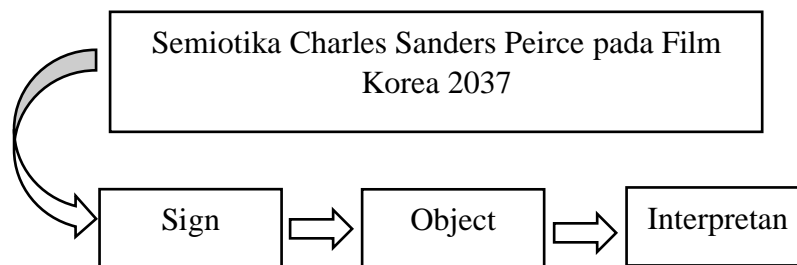 Semiotika Charles Sanders Peirce pada Film
Korea 2037
Sign
Object
Interpretan